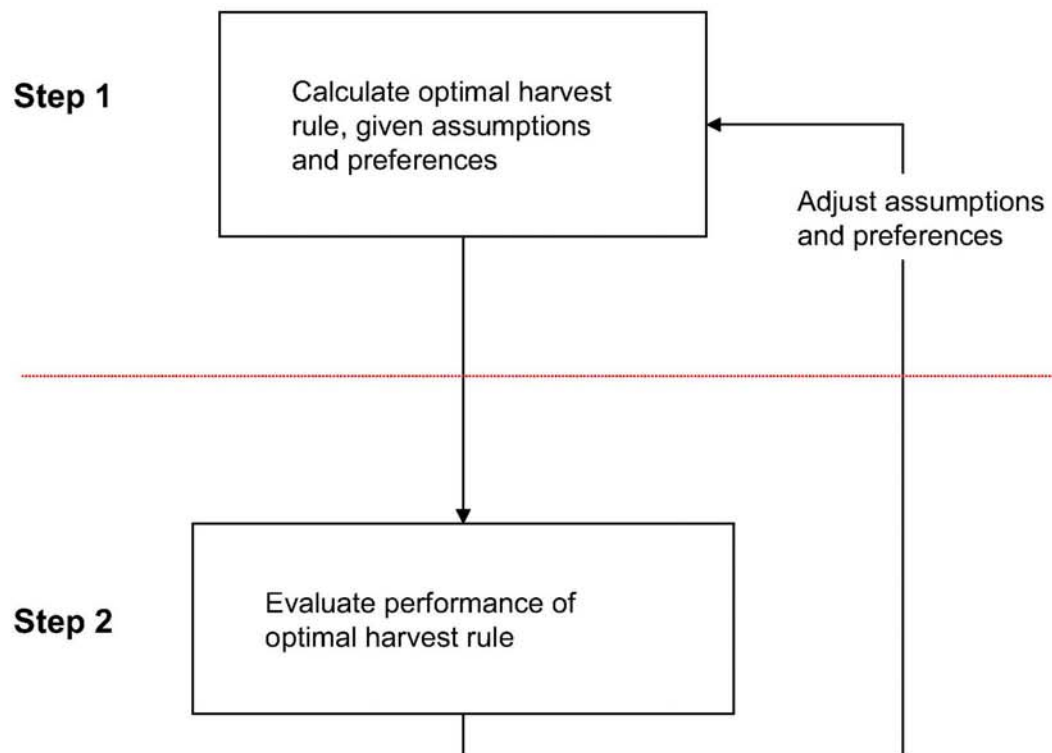 Step 1
Calculate optimal harvest
rule, given assumptions
and preferences
Adjust assumptions
and preferences
Step 2
Evaluate performance of
optimal harvest rule